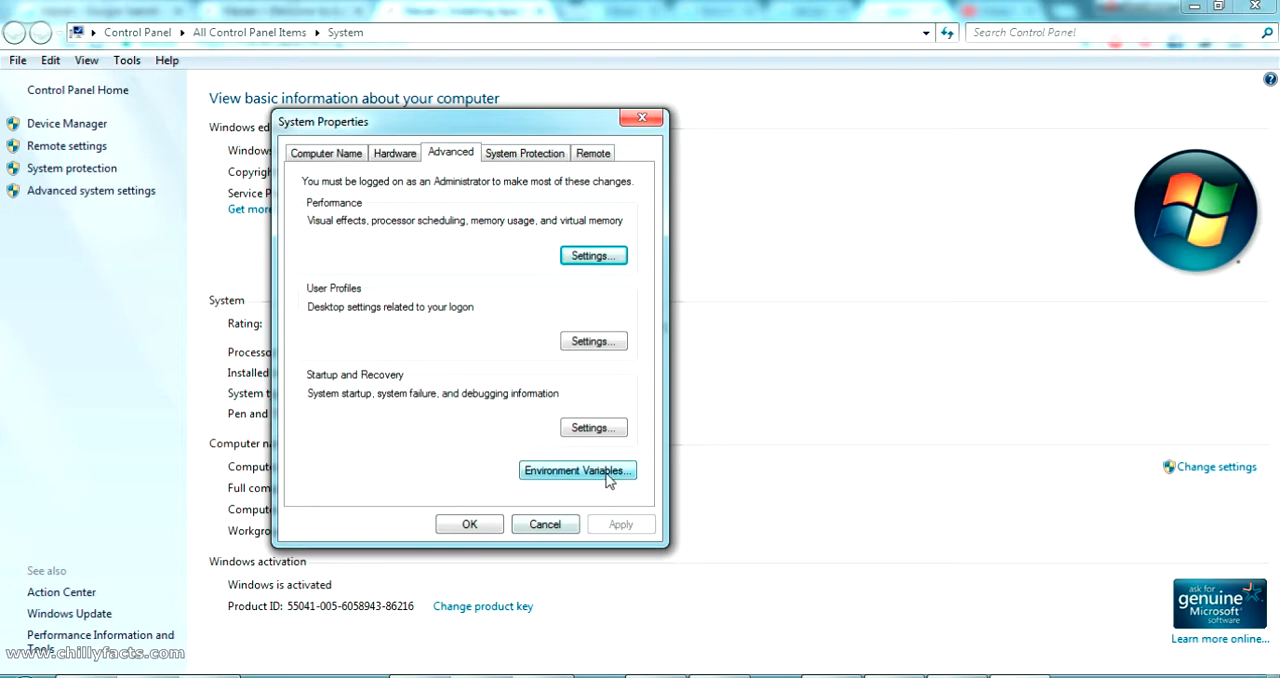 Control Panel
All Control Panel Items
System
Search Control Panel
File
Edit
View
Tools
Help
Control Panel Home
Device Manager
Remote settings
System protection
Advanced system settings
View basic information about your computer
Windows ed
Window
Copyrig
Service P
Get more
System
Rating:
Process
Installed
System t
Pen and
Computer n
Comput
Full com
Comput
Workgro
System Properties
Computer Name
Hardware
Advanced
System Protection
Remote
You must be logged on as an Administrator to make most of these changes.
Performance
Visual effects, processor scheduling, memory usage, and virtual memory
Settings...
User Profiles
Desktop settings related to your logon
Settings...
Startup and Recovery
System startup, system failure, and debugging information
Settings...
Environment Variables...
OK
Cancel
Apply
Change settings
Windows activation
Windows is activated
Product ID: 55041-005-6058943-86216
Change product key
See also
Action Center
Windows Update
Performance Information and
Tools
www.chillyfacts.com
ask for
genuine
Microsoft
software
Learn more online...